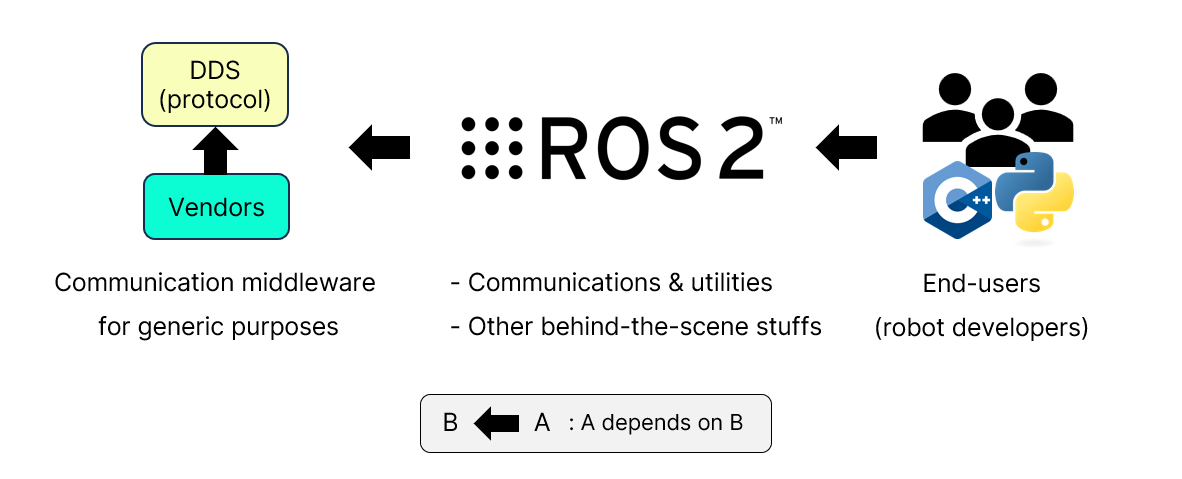 DDS
(protocol)
Vendors
Communication middleware
for generic purposes
ROS 2™
- Communications & utilities
- Other behind-the-scene stuffs
C++
End-users
(robot developers)
B A : A depends on B